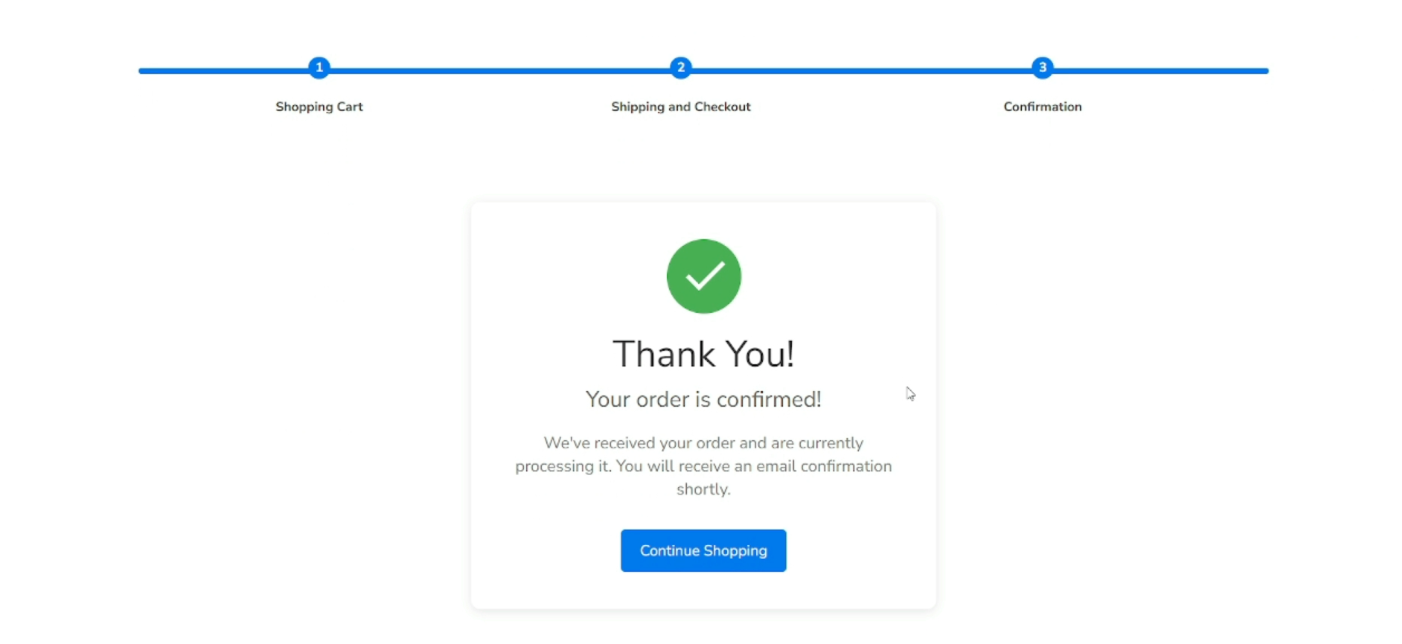 1 2 3
Shopping Cart Shipping and Checkout Confirmation
Thank You!
Your order is confirmed!
We've received your order and are currently
processing it. You will receive an email confirmation
shortly.
Continue Shopping